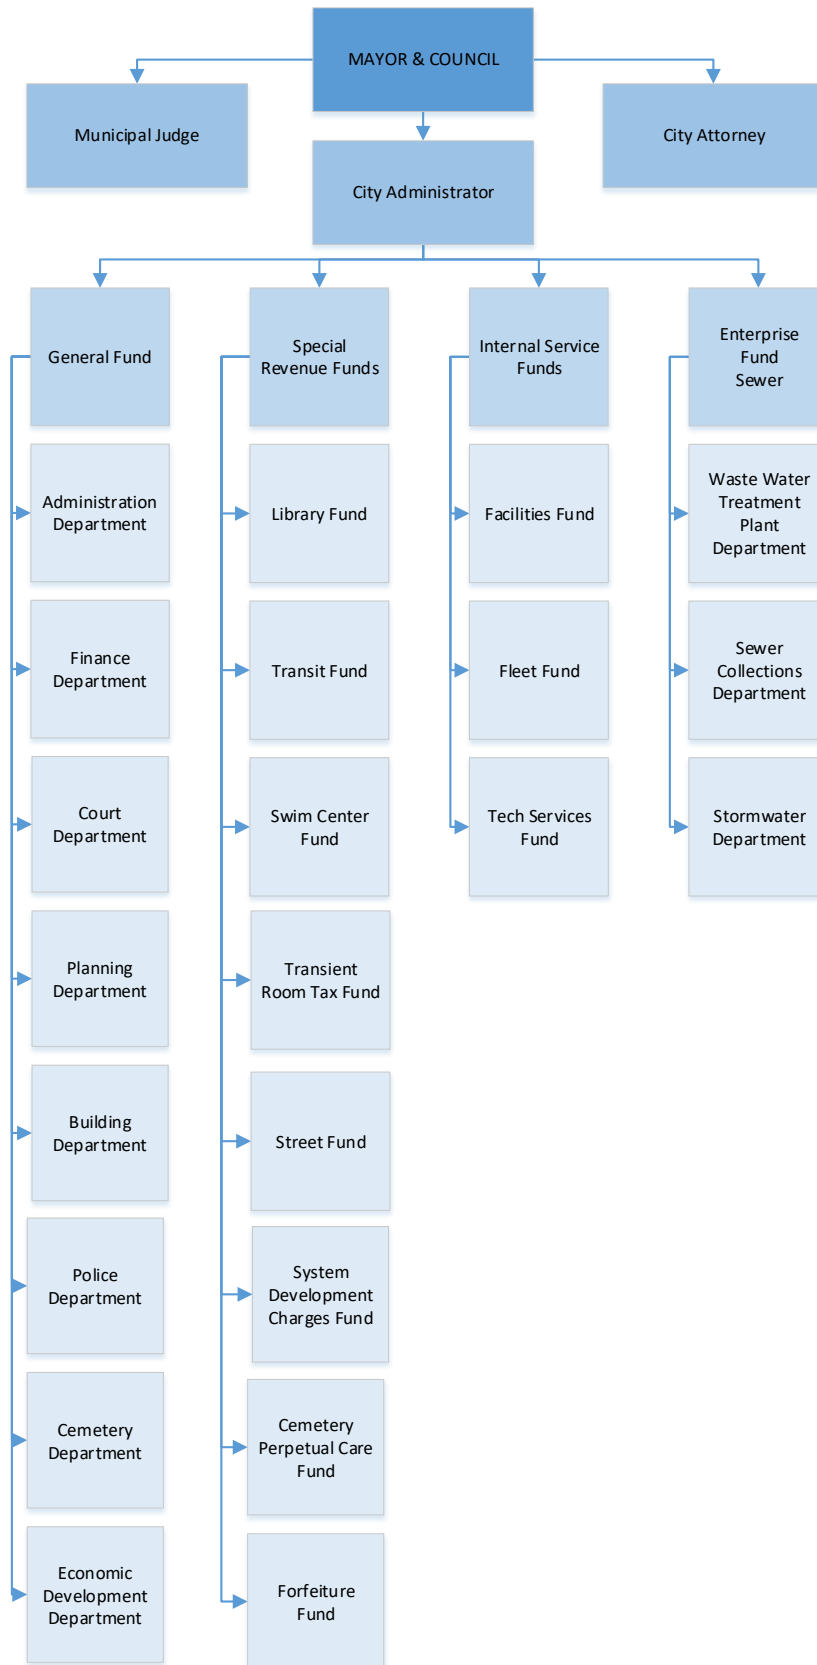 MAYOR & COUNCIL
Municipal Judge
City Attorney
City Administrator
General Fund
Special
Revenue Funds
Internal Service
Funds
Enterprise
Fund
Sewer
Administration
Department
Library Fund
Facilities Fund
Waste Water
Treatment
Plant
Department
Finance
Department
Transit Fund
Fleet Fund
Sewer
Collections
Department
Court
Department
Swim Center
Fund
Tech Services
Fund
Stormwater
Department
Planning
Department
Transient
Room Tax Fund
Building
Department
Street Fund
Police
Department
System
Development
Charges Fund
Cemetery
Department
Cemetery
Perpetual Care
Fund
Economic
Development
Department
Forfeiture
Fund